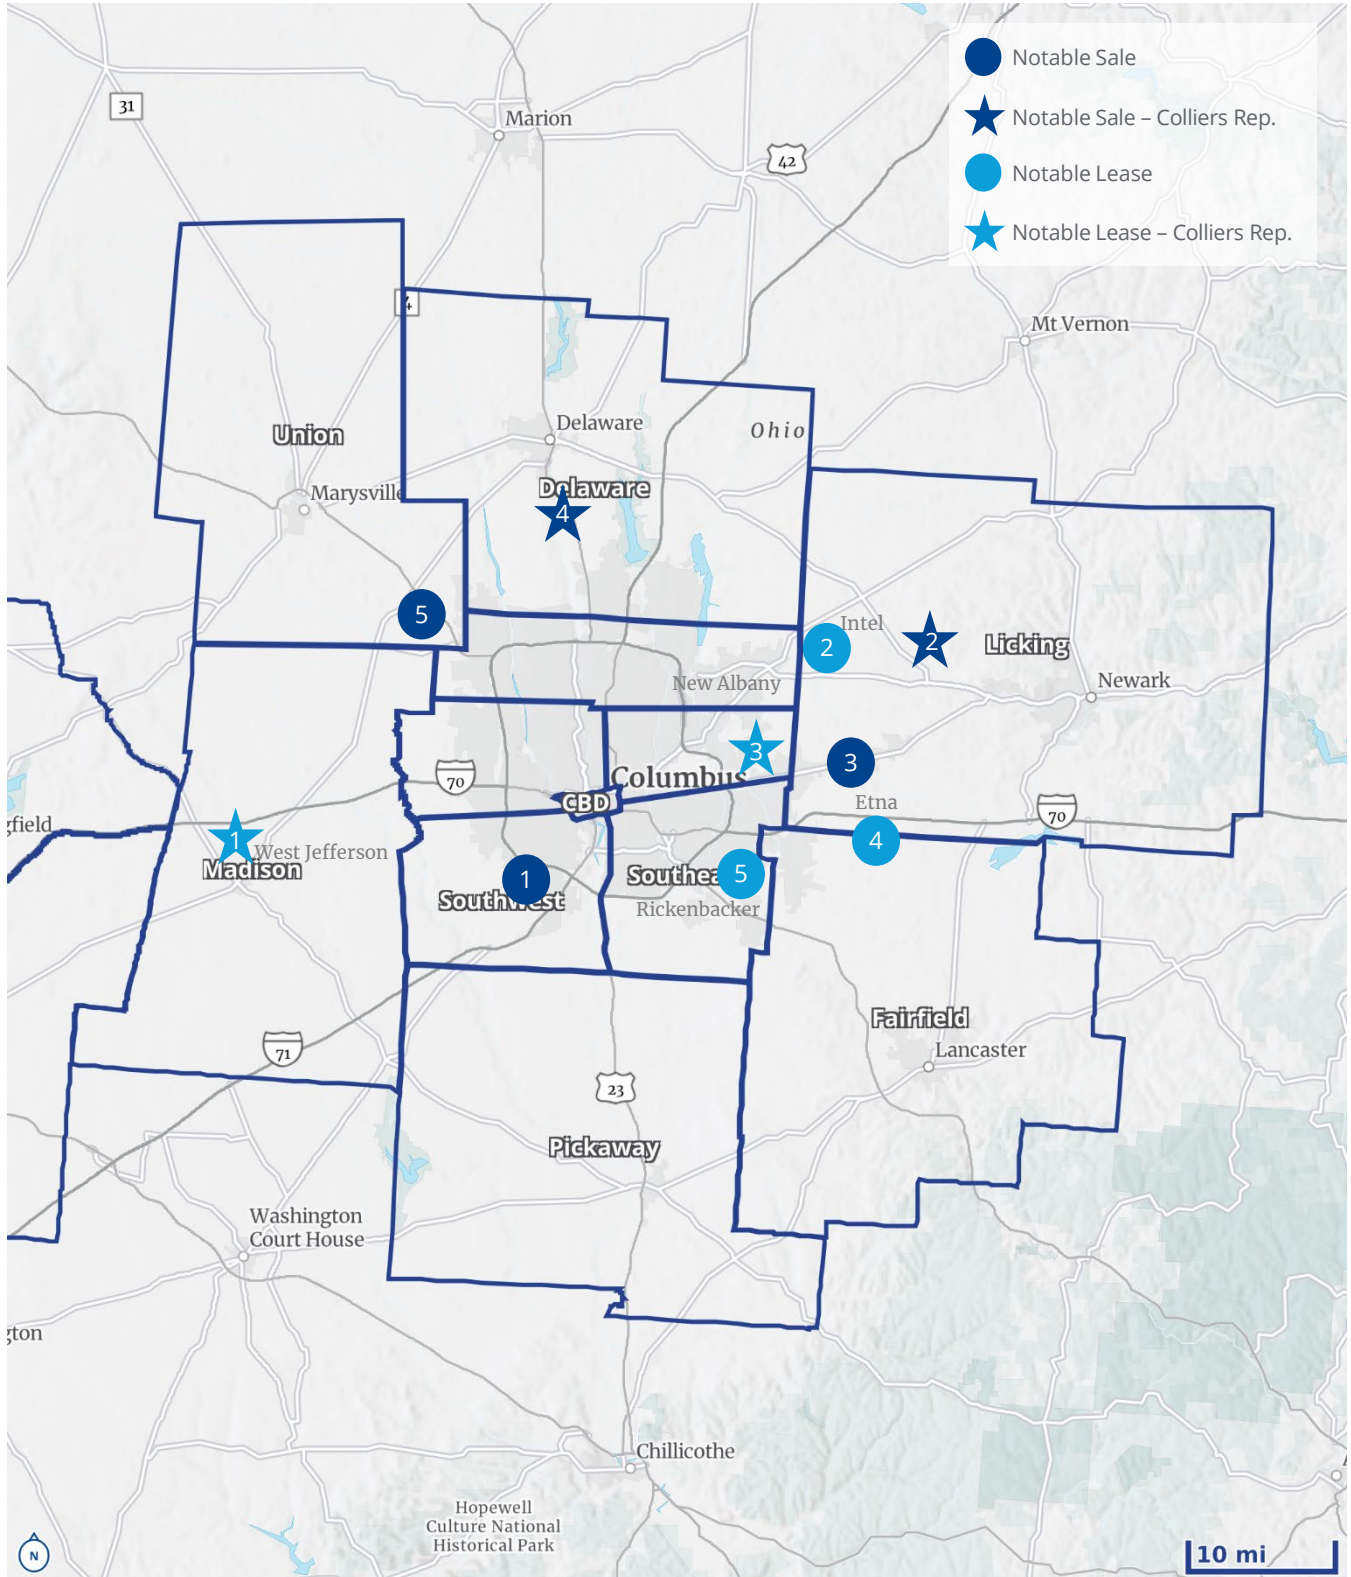 Notable Sale
Notable Sale – Colliers Rep.
Notable Lease
Notable Lease – Colliers Rep.
31
Marion
42
4
Mt Vernon
Ohio
Delaware
Union
Marysville
Delaware
4
5
Intel
2
2
Licking
New Albany
Newark
3
3
70
Columbus
CBD
Etna
70
gfield
1
4
West Jefferson
Madison
1
5
Southwest
Southea
Rickenbacker
Fairfield
71
Lancaster
23
Pickaway
Washington
Court House
gton
Chillicothe
Hopewell
Culture National
Historical Park
N
10 mi